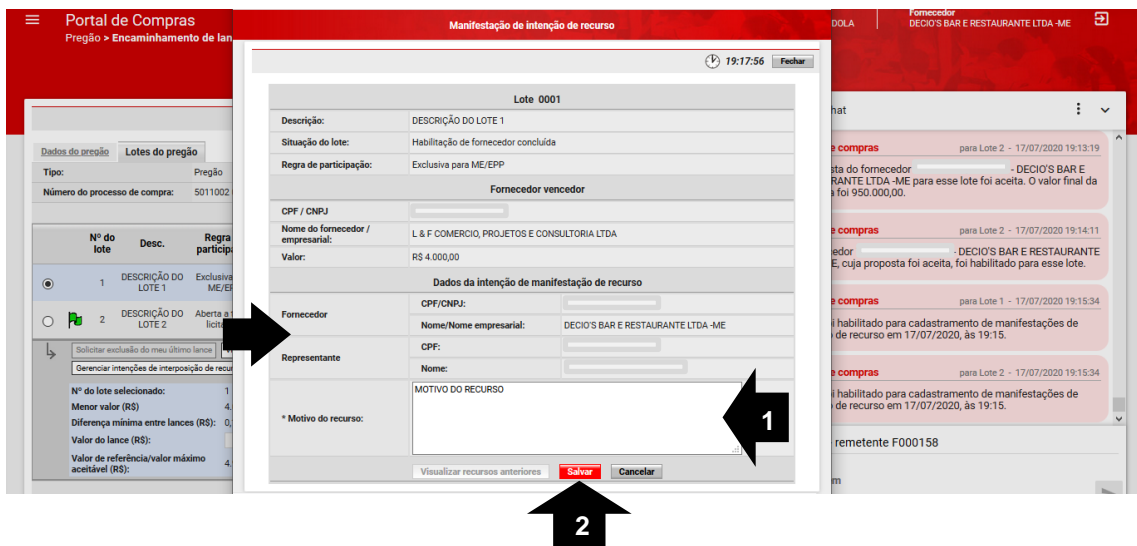 Portal de Compras
Pregão > Encaminhamento de lan
DOLA
Fornecedor
DECIO'S BAR E RESTAURANTE LTDA -ME
Manifestação de intenção de recurso
19:17:56 Fechar
Lote 0001
Descrição: DESCRIÇÃO DO LOTE 1
Situação do lote: Habilitação de fornecedor concluída
Regra de participação: Exclusiva para ME/EPP
Fornecedor vencedor
CPF / CNPJ
Nome do fornecedor /
empresarial: L & F COMERCIO, PROJETOS E CONSULTORIA LTDA
Valor: R$ 4.000,00
Dados da intenção de manifestação de recurso
Fornecedor
CPF/CNPJ:
Nome/Nome empresarial: DECIO'S BAR E RESTAURANTE LTDA -ME
Representante
CPF:
Nome:
* Motivo do recurso: MOTIVO DO RECURSO
Visualizar recursos anteriores Salvar Cancelar
1
2
Dados do pregão Lotes do pregão
Tipo: Pregão
Número do processo de compra: 5011002
Nº do
lote
Desc.
Regra
particip
1 DESCRIÇÃO DO
LOTE 1
Exclusiva
ME/E
2 DESCRIÇÃO DO
LOTE 2
Aberta a
licit
Solicitar exclusão do meu último lance
Gerenciar intenções de interposição de recur
Nº do lote selecionado: 1
Menor valor (R$) 4.
Diferença mínima entre lances (R$): 0,
Valor do lance (R$):
Valor de referência/valor máximo
aceitável (R$): 4.
hat
e compras para Lote 2 - 17/07/2020 19:13:19
sta do fornecedor - DECIO'S BAR E
RANTE LTDA -ME para esse lote foi aceita. O valor final da
a foi 950.000,00.
e compras para Lote 2 - 17/07/2020 19:14:11
edor - DECIO'S BAR E RESTAURANTE
E, cuja proposta foi aceita, foi habilitado para esse lote.
e compras para Lote 1 - 17/07/2020 19:15:34
i habilitado para cadastramento de manifestações de
de recurso em 17/07/2020, às 19:15.
e compras para Lote 2 - 17/07/2020 19:15:34
i habilitado para cadastramento de manifestações de
de recurso em 17/07/2020, às 19:15.
remetente F000158
m